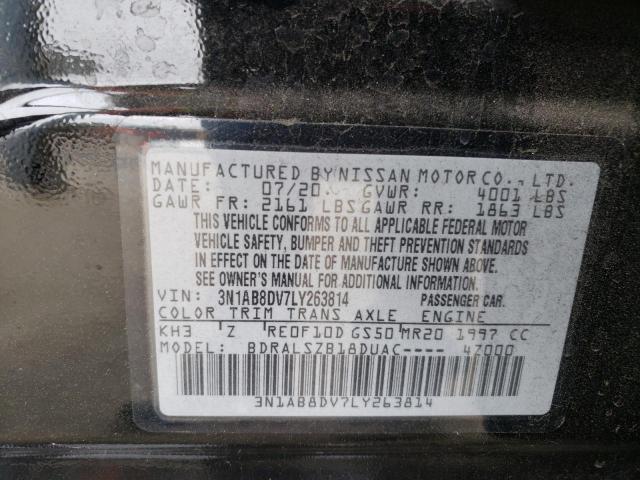 MANUFACTURED BY NISSAN MOTOR CO., LTD.
DATE: 07/20 GVWR: 4001 LBS
GAWR FR: 2161 LBS GAWR RR: 1863 LBS
THIS VEHICLE CONFORMS TO ALL APPLICABLE FEDERAL MOTOR
VEHICLE SAFETY, BUMPER AND THEFT PREVENTION STANDARDS
IN EFFECT ON THE DATE OF MANUFACTURE SHOWN ABOVE.
SEE OWNER'S MANUAL FOR ADDITIONAL INFORMATION.
VIN: 3N1AB8DV7LY263814 PASSENGER CAR.
COLOR TRIM TRANS AXLE ENGINE
KH3 Z RE0F10D GS50 MR20 1997 CC
BDRALSZB18DUAC---- 4Z000
3N1AB8DV7LY263814